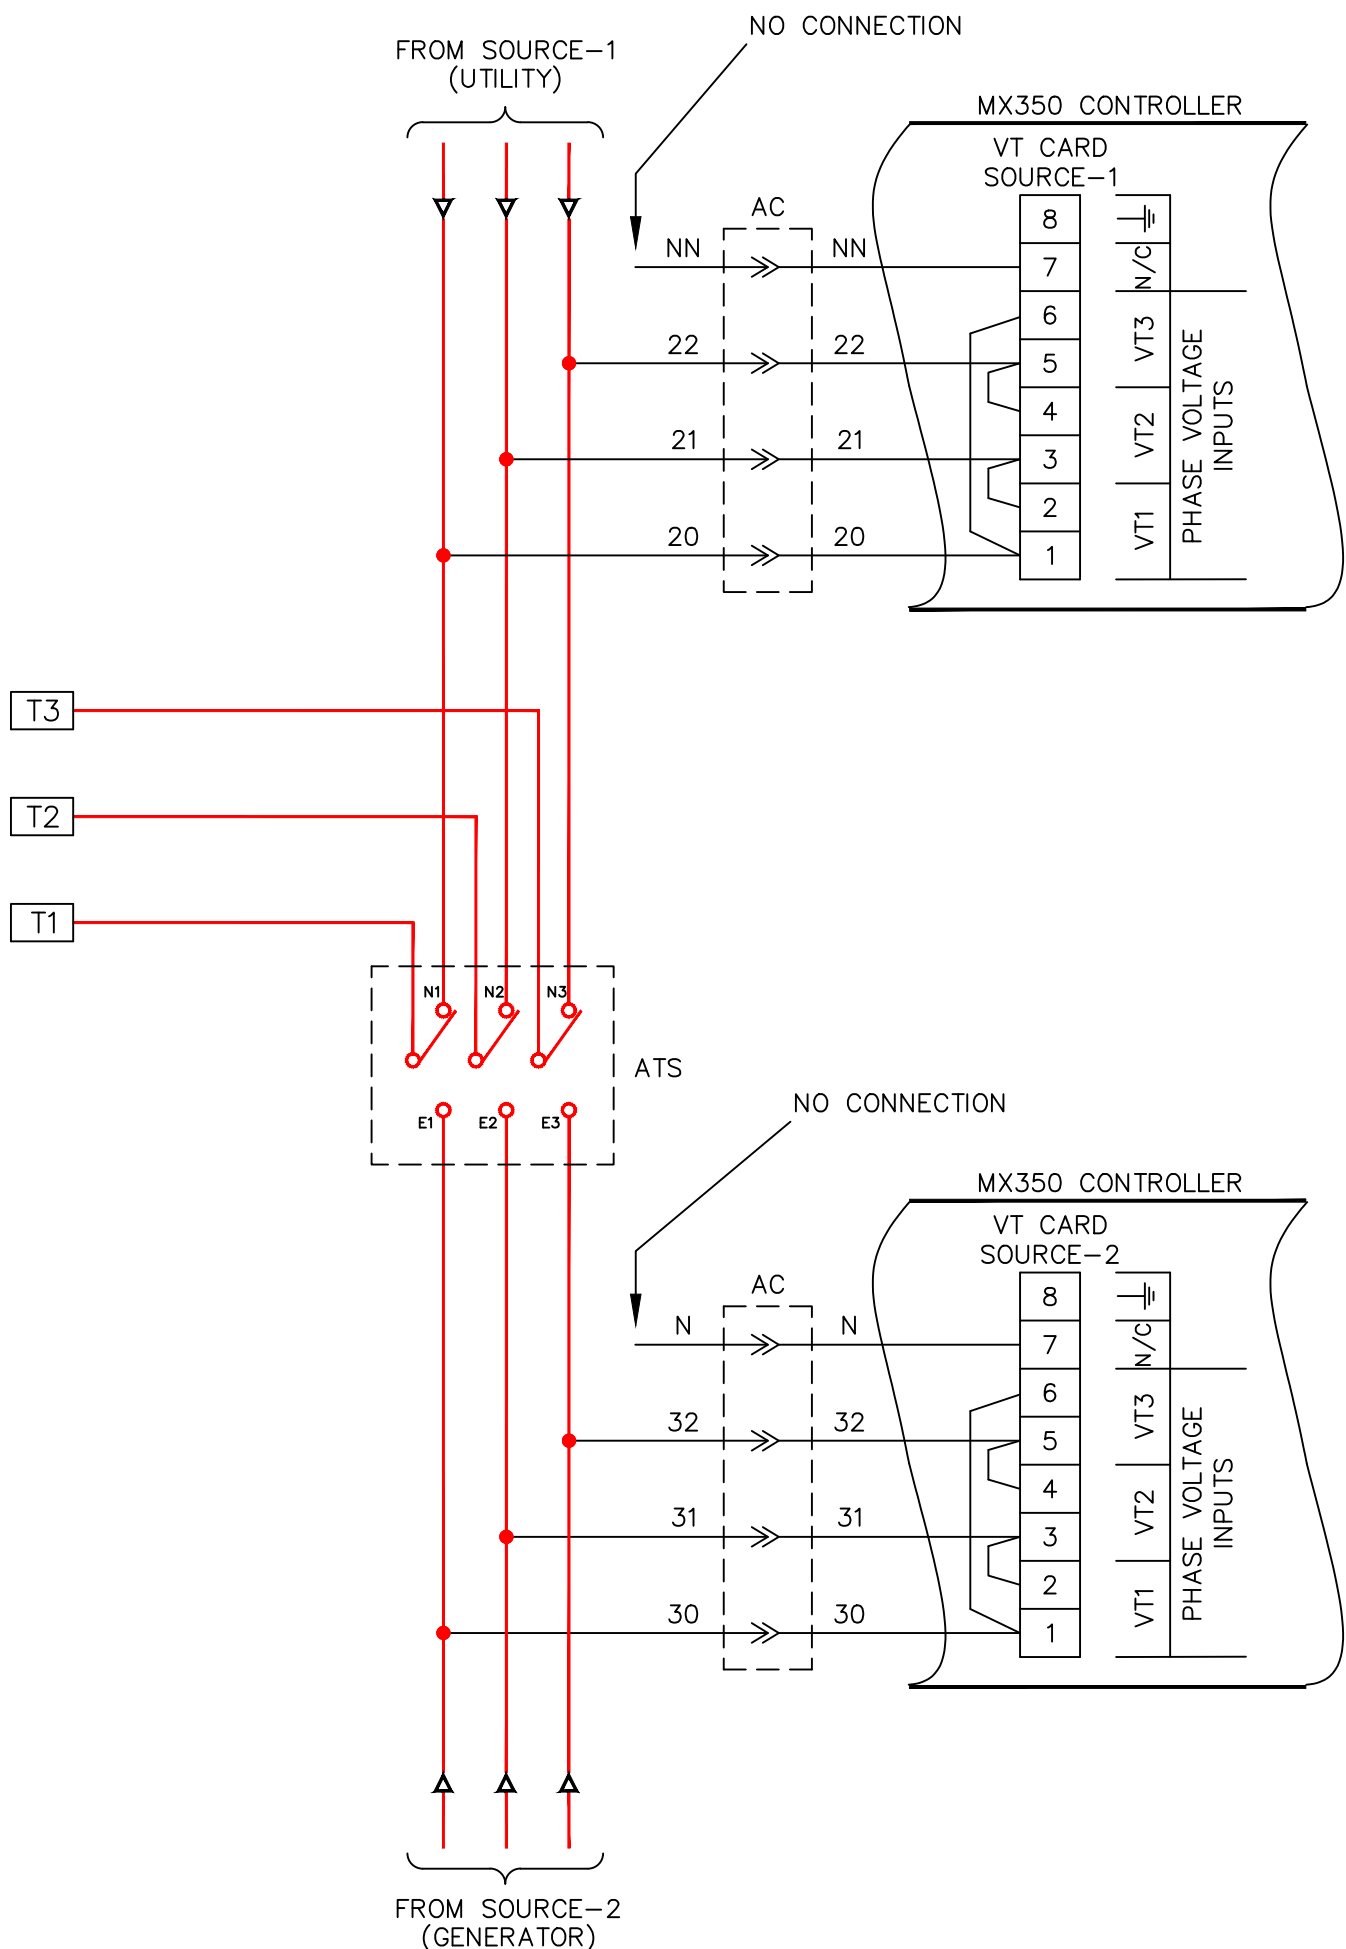 NO CONNECTION
FROM SOURCE-1
(UTILITY)
MX350 CONTROLLER
VT CARD
SOURCE-1
AC
8
NN NN 7 N/C
6
22 22 5 VT3
4
21 21 3 VT2
2
20 20 1 VT1
PHASE VOLTAGE
INPUTS
T3
T2
T1
N1 N2 N3
ATS
E1 E2 E3
NO CONNECTION
MX350 CONTROLLER
VT CARD
SOURCE-2
AC
8
N N 7 N/C
6
32 32 5 VT3
4
31 31 3 VT2
2
30 30 1 VT1
PHASE VOLTAGE
INPUTS
FROM SOURCE-2
(GENERATOR)